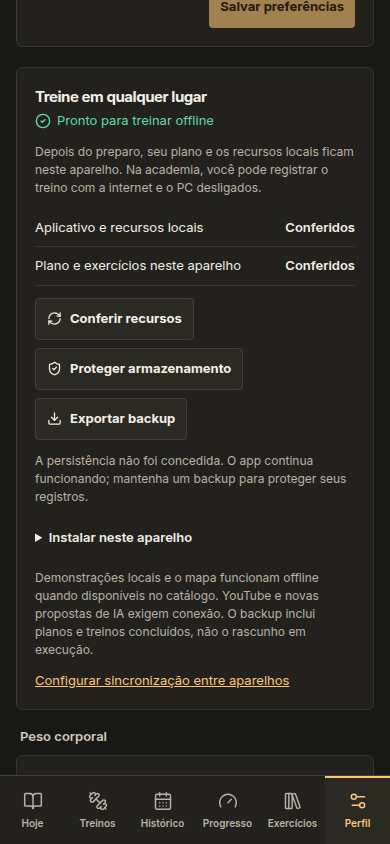 Salvar preferências
Treine em qualquer lugar
Pronto para treinar offline
Depois do preparo, seu plano e os recursos locais ficam
neste aparelho. Na academia, você pode registrar o
treino com a internet e o PC desligados.
Aplicativo e recursos locais Conferidos
Plano e exercícios neste aparelho Conferidos
Conferir recursos
Proteger armazenamento
Exportar backup
A persistência não foi concedida. O app continua
funcionando; mantenha um backup para proteger seus
registros.
Instalar neste aparelho
Demonstrações locais e o mapa funcionam offline
quando disponíveis no catálogo. YouTube e novas
propostas de IA exigem conexão. O backup inclui
planos e treinos concluídos, não o rascunho em
execução.
Configurar sincronização entre aparelhos
Peso corporal
Hoje Treinos Histórico Progresso Exercícios Perfil